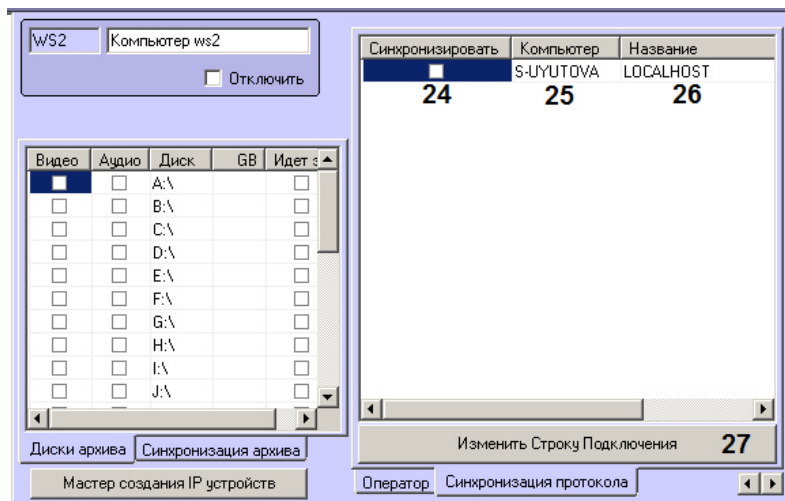 WS2 Компьютер ws2
Отключить
Видео Аудио Диск GB Идет з
A:\
B:\
C:\
D:\
E:\
F:\
G:\
H:\
I:\
J:\
Диски архива Синхронизация архива
Мастер создания IP устройств
Синхронизировать Компьютер Название
S-UYUTOVA LOCALHOST
24 25 26
Изменить Строку Подключения 27
Оператор Синхронизация протокола